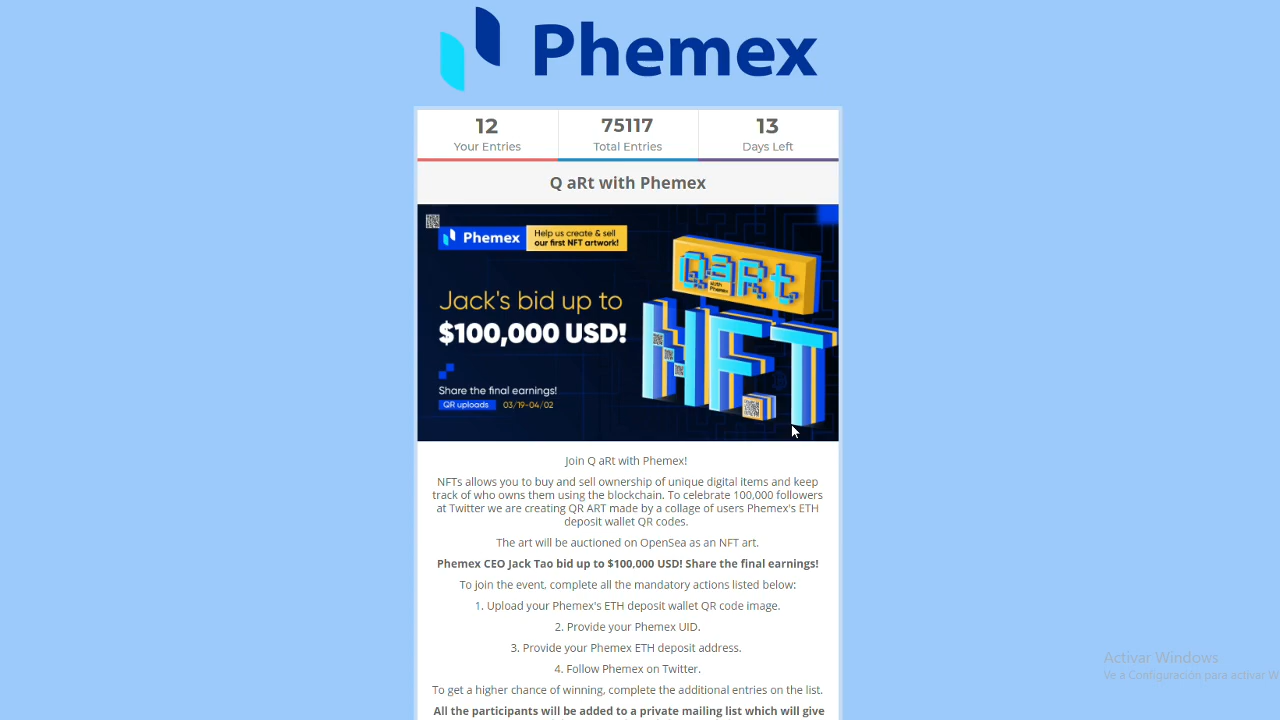 Phemex
12
Your Entries
75117
Total Entries
13
Days Left
Q aRt with Phemex
Phemex
Help us create & sell
our first NFT artwork!
Jack's bid up to
$100,000 USD!
Share the final earnings!
QR uploads 03/19-04/02
QaRt
with
Phemex
NFT
Join Q aRt with Phemex!
NFTs allows you to buy and sell ownership of unique digital items and keep
track of who owns them using the blockchain. To celebrate 100,000 followers
at Twitter we are creating QR ART made by a collage of users Phemex's ETH
deposit wallet QR codes.
The art will be auctioned on OpenSea as an NFT art.
Phemex CEO Jack Tao bid up to $100,000 USD! Share the final earnings!
To join the event, complete all the mandatory actions listed below:
1. Upload your Phemex's ETH deposit wallet QR code image.
2. Provide your Phemex UID.
3. Provide your Phemex ETH deposit address.
4. Follow Phemex on Twitter.
To get a higher chance of winning, complete the additional entries on the list.
All the participants will be added to a private mailing list which will give
Activar Windows
Ve a Configuración para activar W